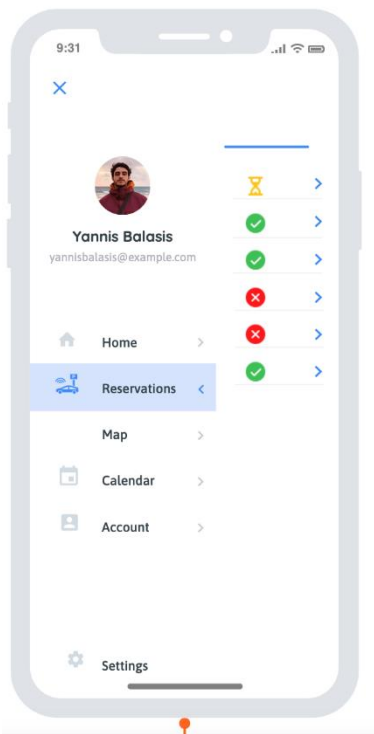 9:31
Yannis Balasis
yannisbalasis@example.com
Home
Reservations
Map
Calendar
Account
Settings